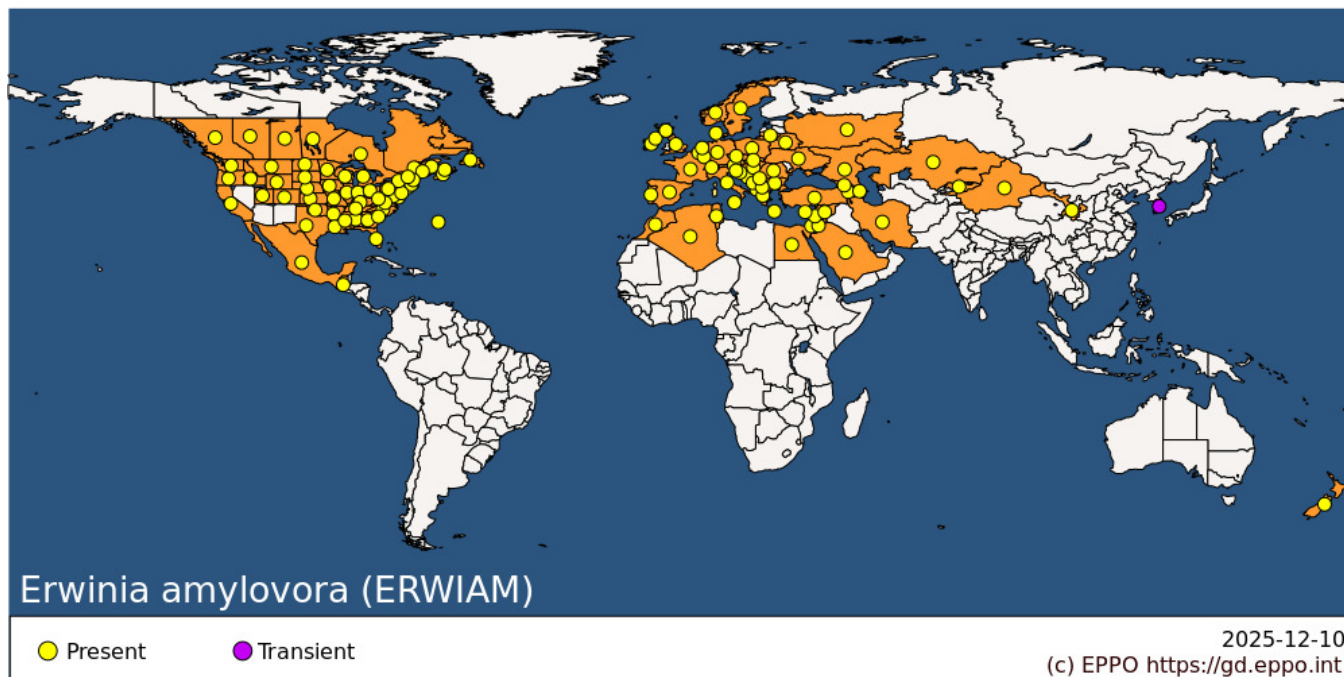 Erwinia amylovora (ERWIAM)
Present
Transient
2025-12-10
(c) EPPO https://gd.eppo.int